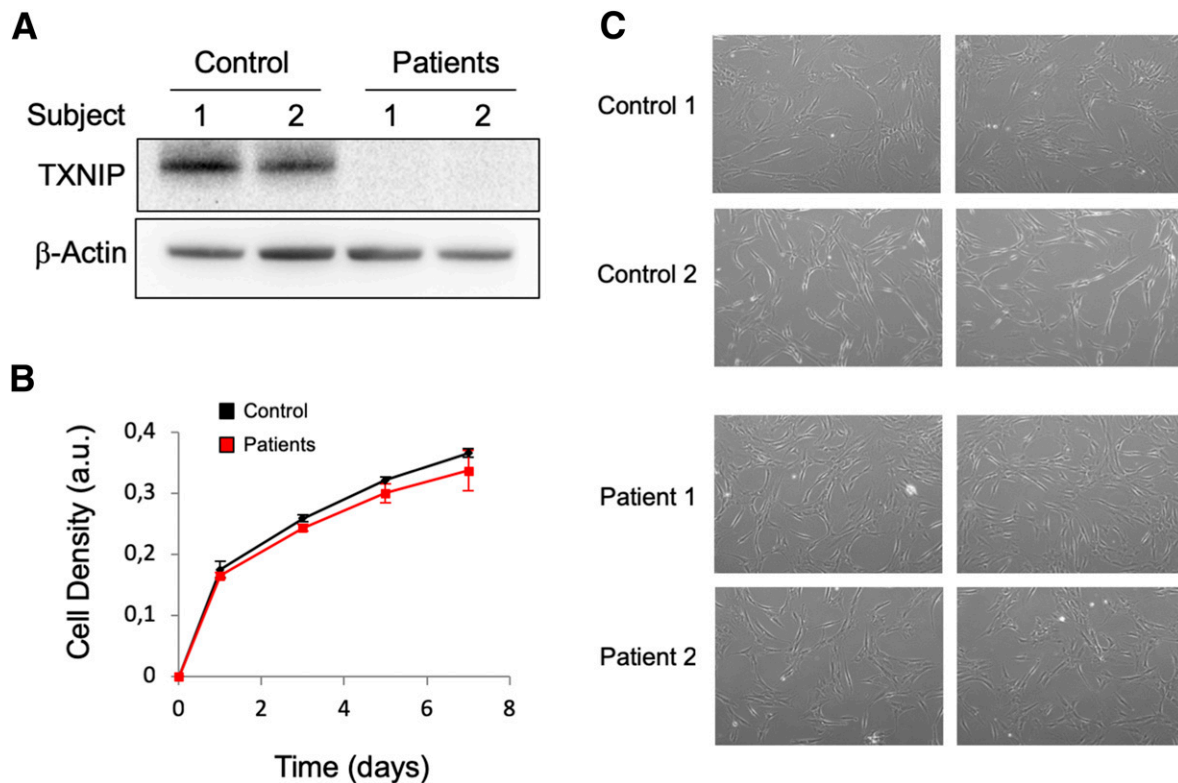 A
Control Patients
Subject 1 2 1 2
TXNIP
β-Actin
B
Control
Patients
0,4
0,3
0,2
0,1
0
Cell Density (a.u.)
0 2 4 6 8
Time (days)
C
Control 1
Control 2
Patient 1
Patient 2